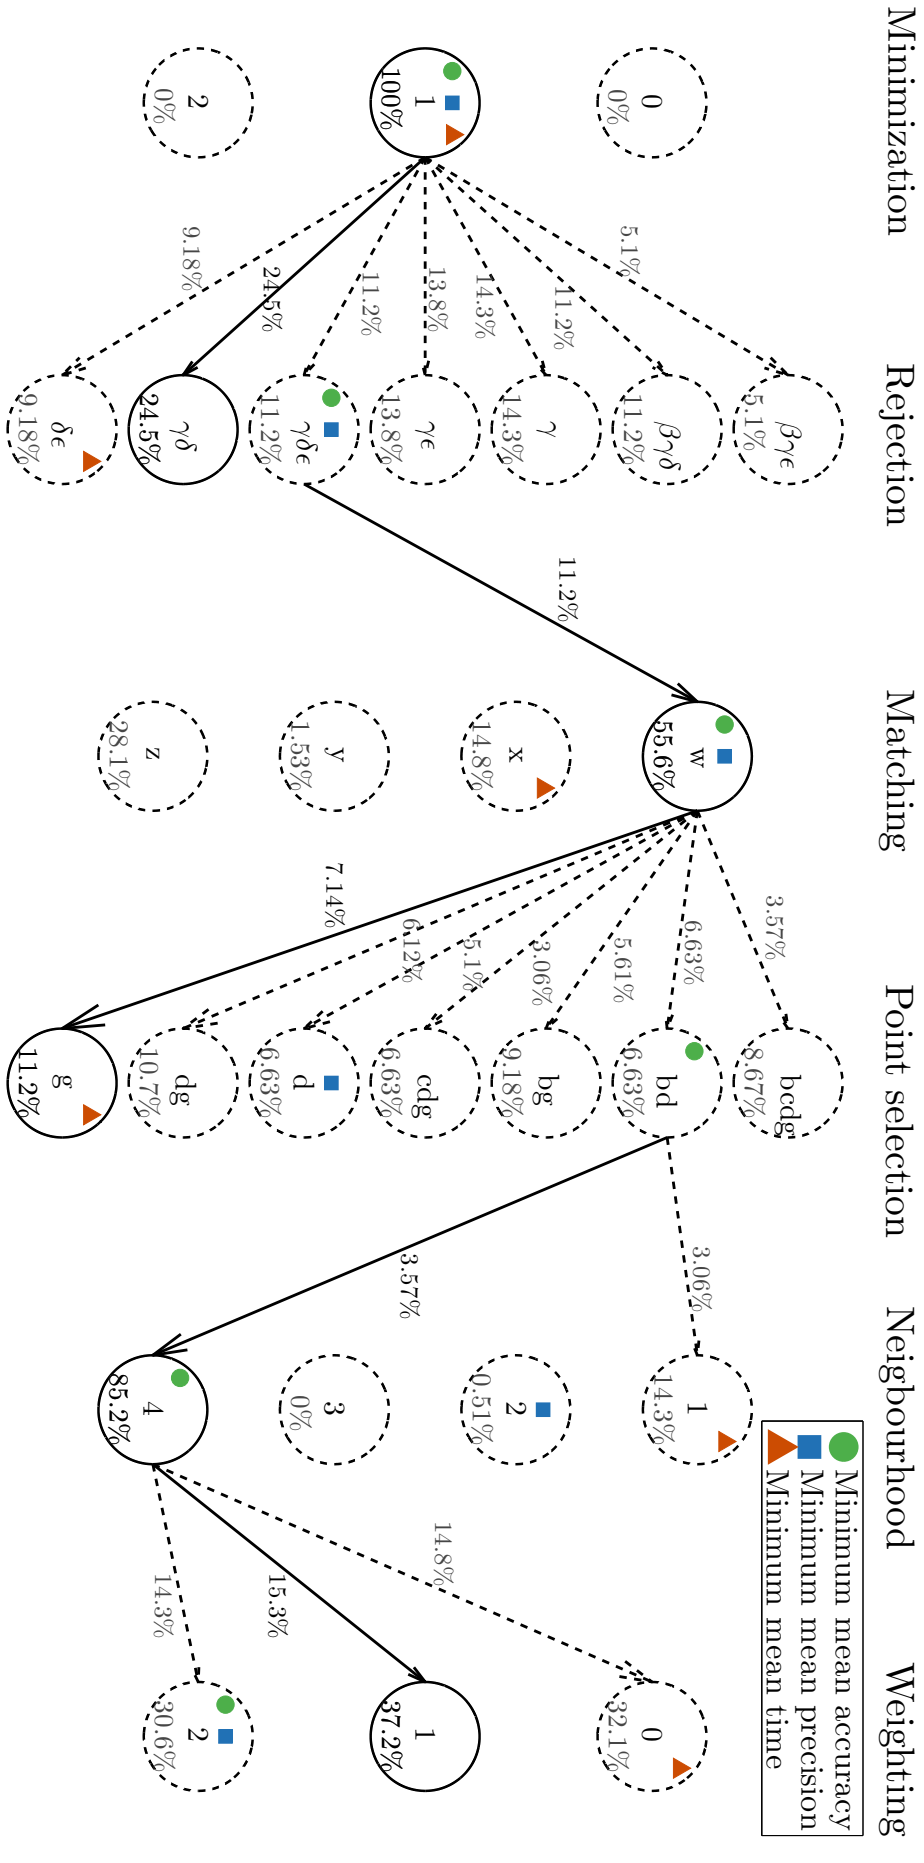 Minimization
Rejection
Matching
Point selection
Neigbourhood
Weighting
Minimum mean accuracy
Minimum mean precision
Minimum mean time
0
0%
1
100%
2
0%
5.1%
11.2%
14.3%
13.8%
11.2%
24.5%
9.18%
βγϵ
5.1%
βγδ
11.2%
γ
14.3%
γϵ
13.8%
γδϵ
11.2%
γδ
24.5%
δϵ
9.18%
11.2%
w
55.6%
x
14.8%
y
1.53%
z
28.1%
3.57%
6.63%
5.61%
3.06%
5.1%
6.12%
7.14%
bcdg
8.67%
bd
6.63%
bg
9.18%
cdg
6.63%
d
6.63%
dg
10.7%
g
11.2%
3.06%
3.57%
1
14.3%
2
0.51%
3
0%
4
85.2%
14.8%
15.3%
14.3%
0
32.1%
1
37.2%
2
30.6%